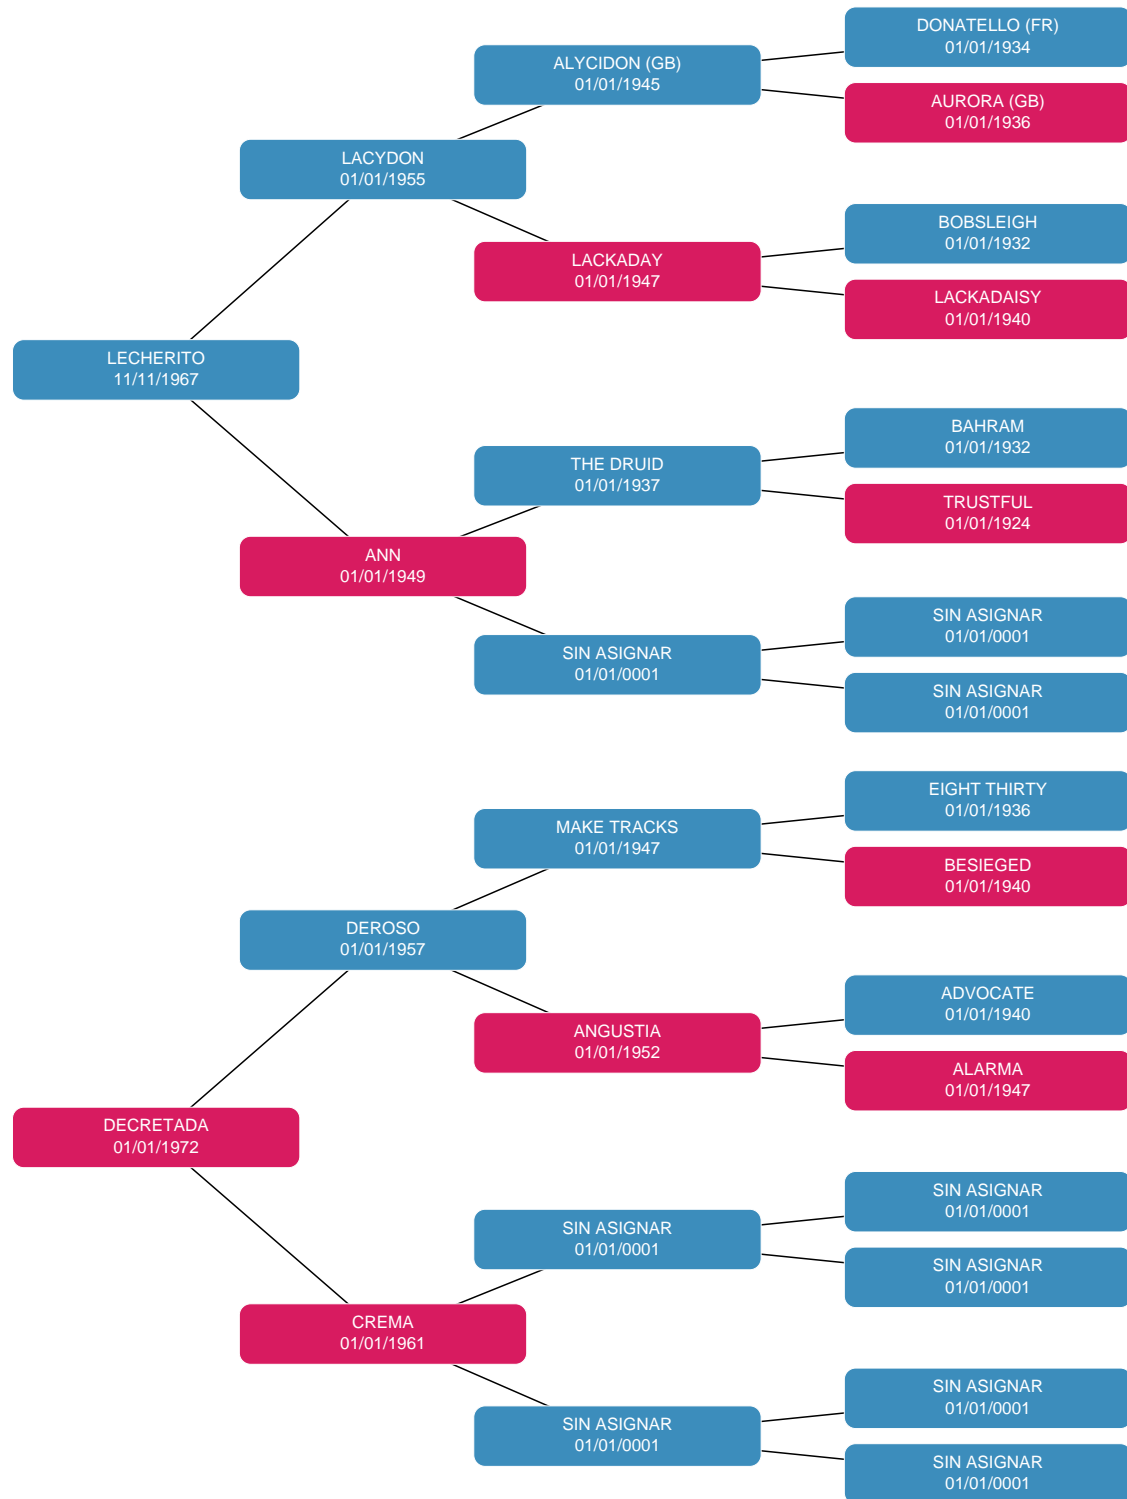 DONATELLO (FR)
01/01/1934
ALYCIDON (GB)
01/01/1945
AURORA (GB)
01/01/1936
LACYDON
01/01/1955
BOBSLEIGH
01/01/1932
LACKADAY
01/01/1947
LACKADAISY
01/01/1940
LECHERITO
11/11/1967
BAHRAM
01/01/1932
THE DRUID
01/01/1937
TRUSTFUL
01/01/1924
ANN
01/01/1949
SIN ASIGNAR
01/01/0001
SIN ASIGNAR
01/01/0001
SIN ASIGNAR
01/01/0001
EIGHT THIRTY
01/01/1936
MAKE TRACKS
01/01/1947
BESIEGED
01/01/1940
DEROSO
01/01/1957
ADVOCATE
01/01/1940
ANGUSTIA
01/01/1952
ALARMA
01/01/1947
DECRETADA
01/01/1972
SIN ASIGNAR
01/01/0001
SIN ASIGNAR
01/01/0001
SIN ASIGNAR
01/01/0001
CREMA
01/01/1961
SIN ASIGNAR
01/01/0001
SIN ASIGNAR
01/01/0001
SIN ASIGNAR
01/01/0001